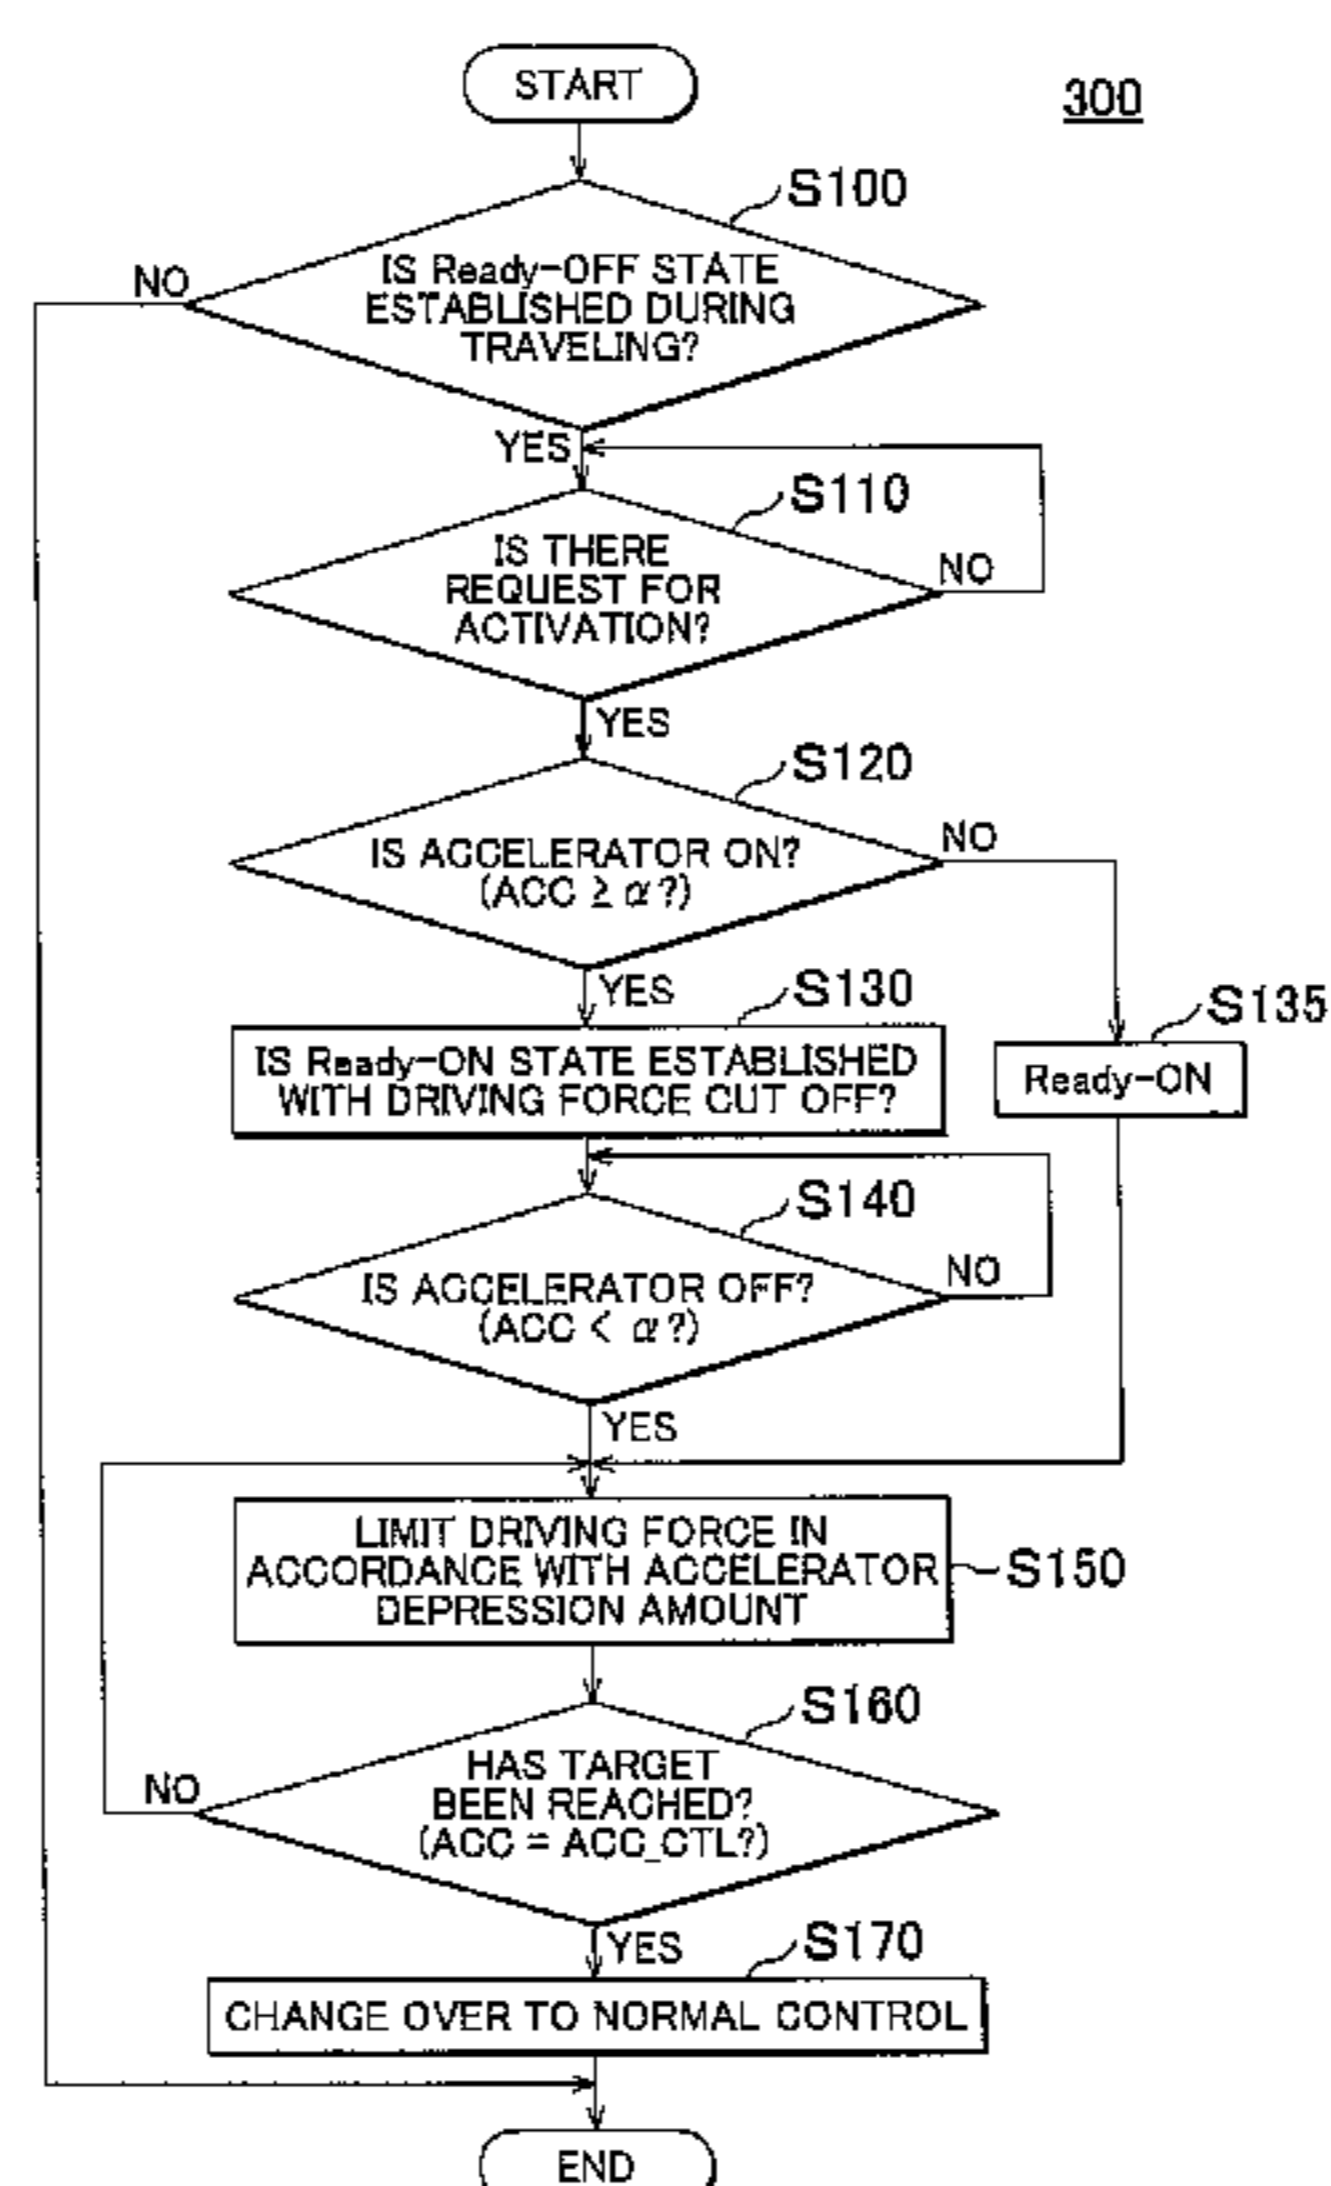 START
300
S100
IS Ready-OFF STATE
ESTABLISHED DURING
TRAVELING?
NO
YES
S110
IS THERE
REQUEST FOR
ACTIVATION?
NO
YES
S120
IS ACCELERATOR ON?
(ACC ≥ α?)
NO
YES
S130
IS Ready-ON STATE ESTABLISHED
WITH DRIVING FORCE CUT OFF?
S135
Ready-ON
S140
IS ACCELERATOR OFF?
(ACC < α?)
NO
YES
LIMIT DRIVING FORCE IN
ACCORDANCE WITH ACCELERATOR
DEPRESSION AMOUNT
S150
S160
HAS TARGET
BEEN REACHED?
(ACC = ACC_CTL?)
NO
YES
S170
CHANGE OVER TO NORMAL CONTROL
END